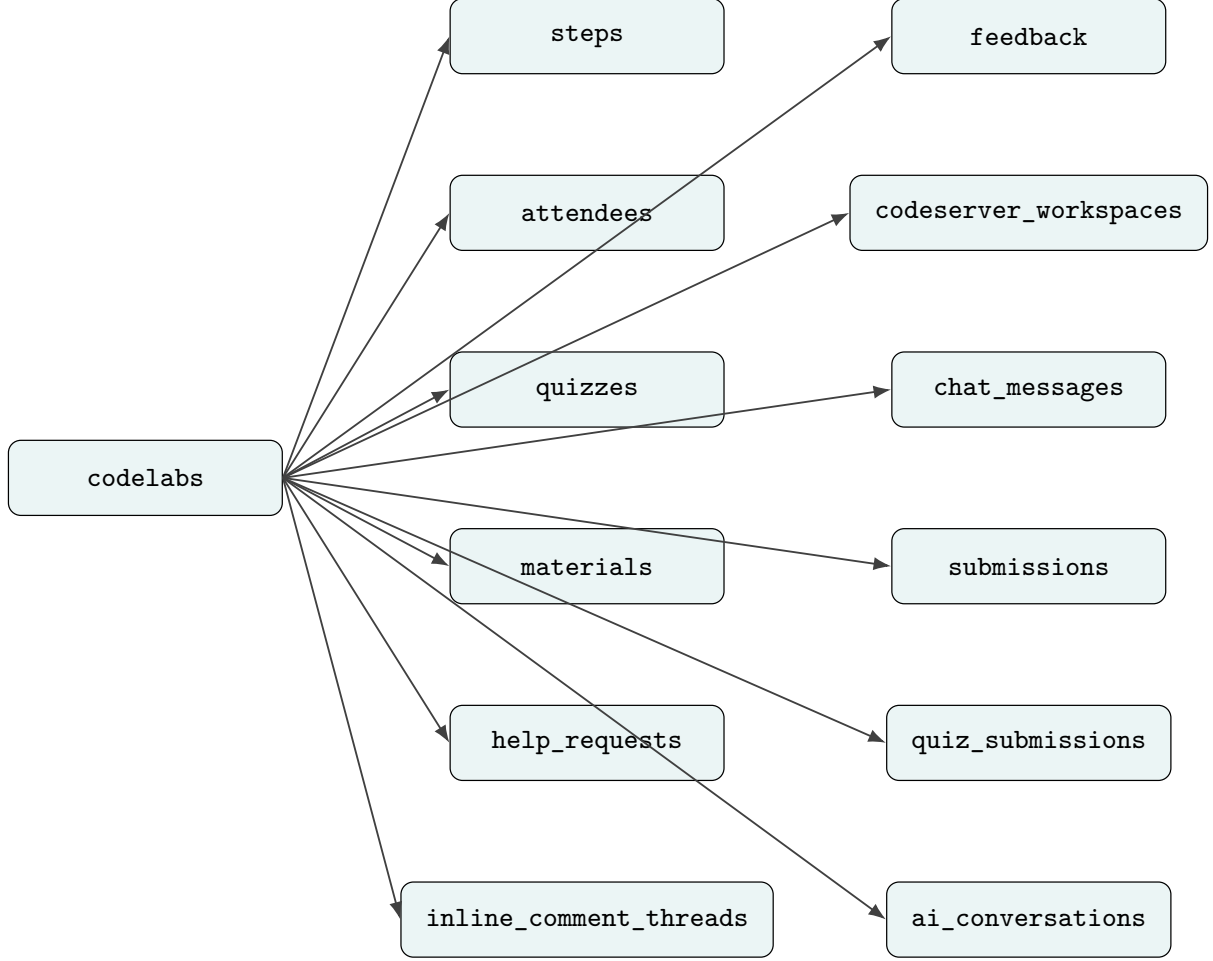 steps
feedback
attendees
codeserver_workspaces
quizzes
chat_messages
codelabs
materials
submissions
help_requests
quiz_submissions
inline_comment_threads
ai_conversations